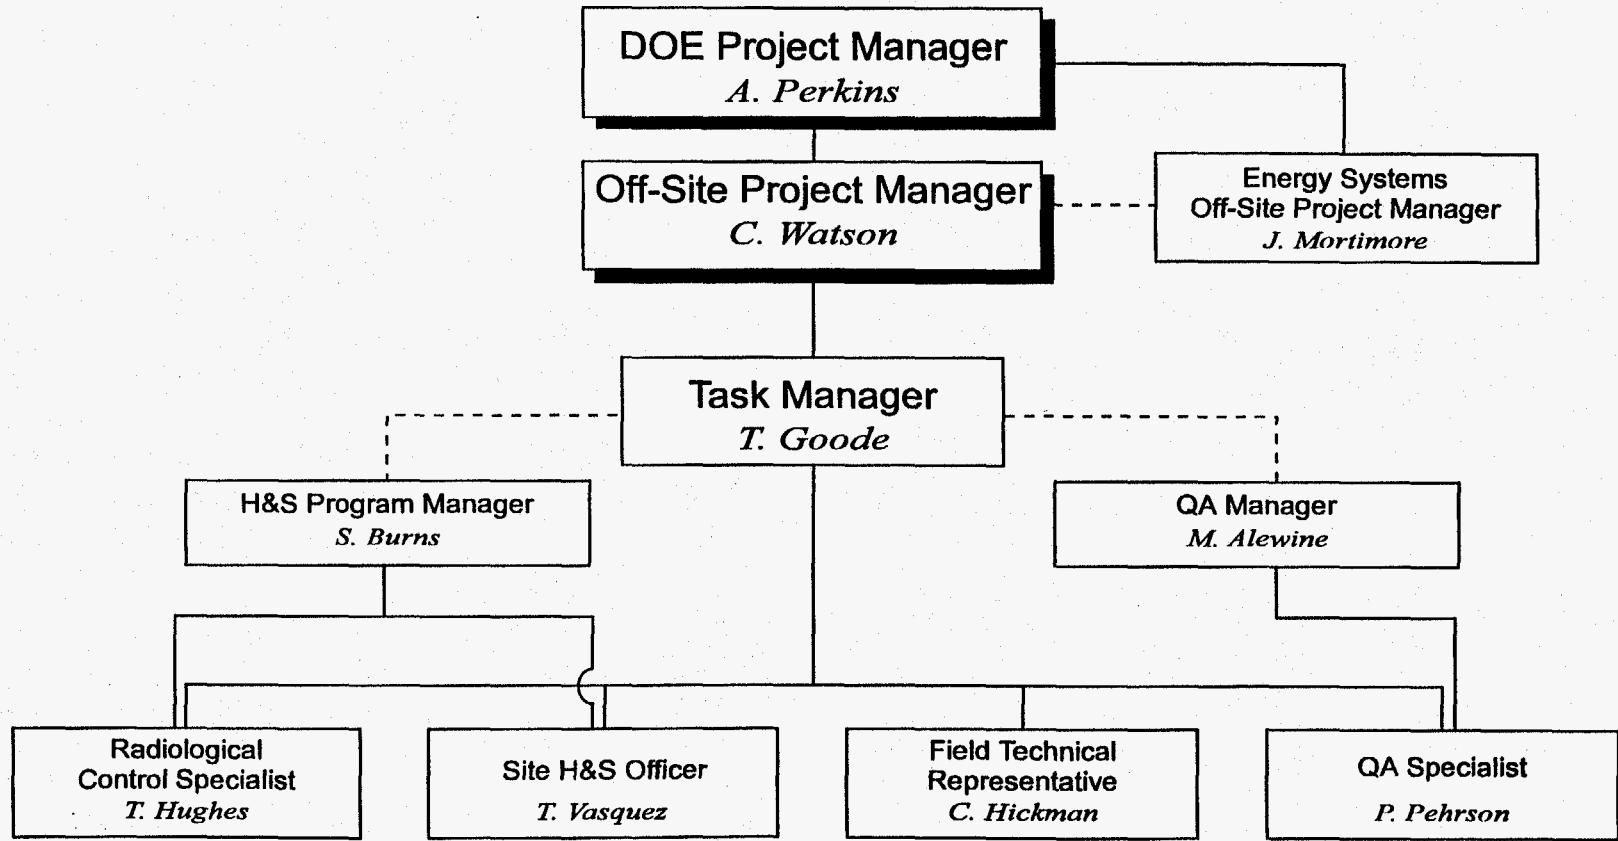 DOE Project Manager
A. Perkins
Off-Site Project Manager
C. Watson
Energy Systems
Off-Site Project Manager
J. Mortimore
Task Manager
T. Goode
H&S Program Manager
S. Burns
QA Manager
M. Alewine
Radiological
Control Specialist
T. Hughes
Site H&S Officer
T. Vasquez
Field Technical
Representative
C. Hickman
QA Specialist
P. Pehrson